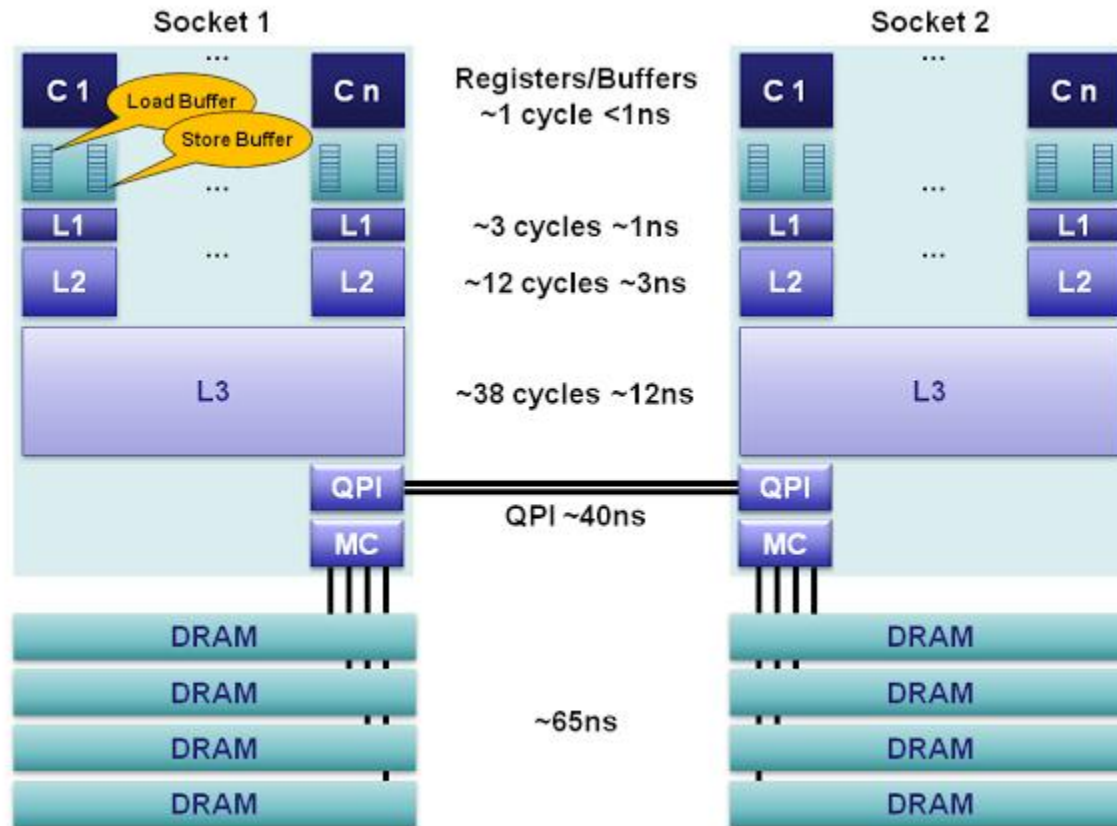 Socket 1
Socket 2
...
...
C 1
C n
Registers/Buffers
~1 cycle <1ns
C 1
C n
Load Buffer
Store Buffer
...
...
L1
L1
~3 cycles ~1ns
L1
L1
...
...
L2
L2
~12 cycles ~3ns
L2
L2
L3
~38 cycles ~12ns
L3
QPI
QPI ~40ns
QPI
MC
MC
DRAM
DRAM
DRAM
DRAM
~65ns
DRAM
DRAM
DRAM
DRAM